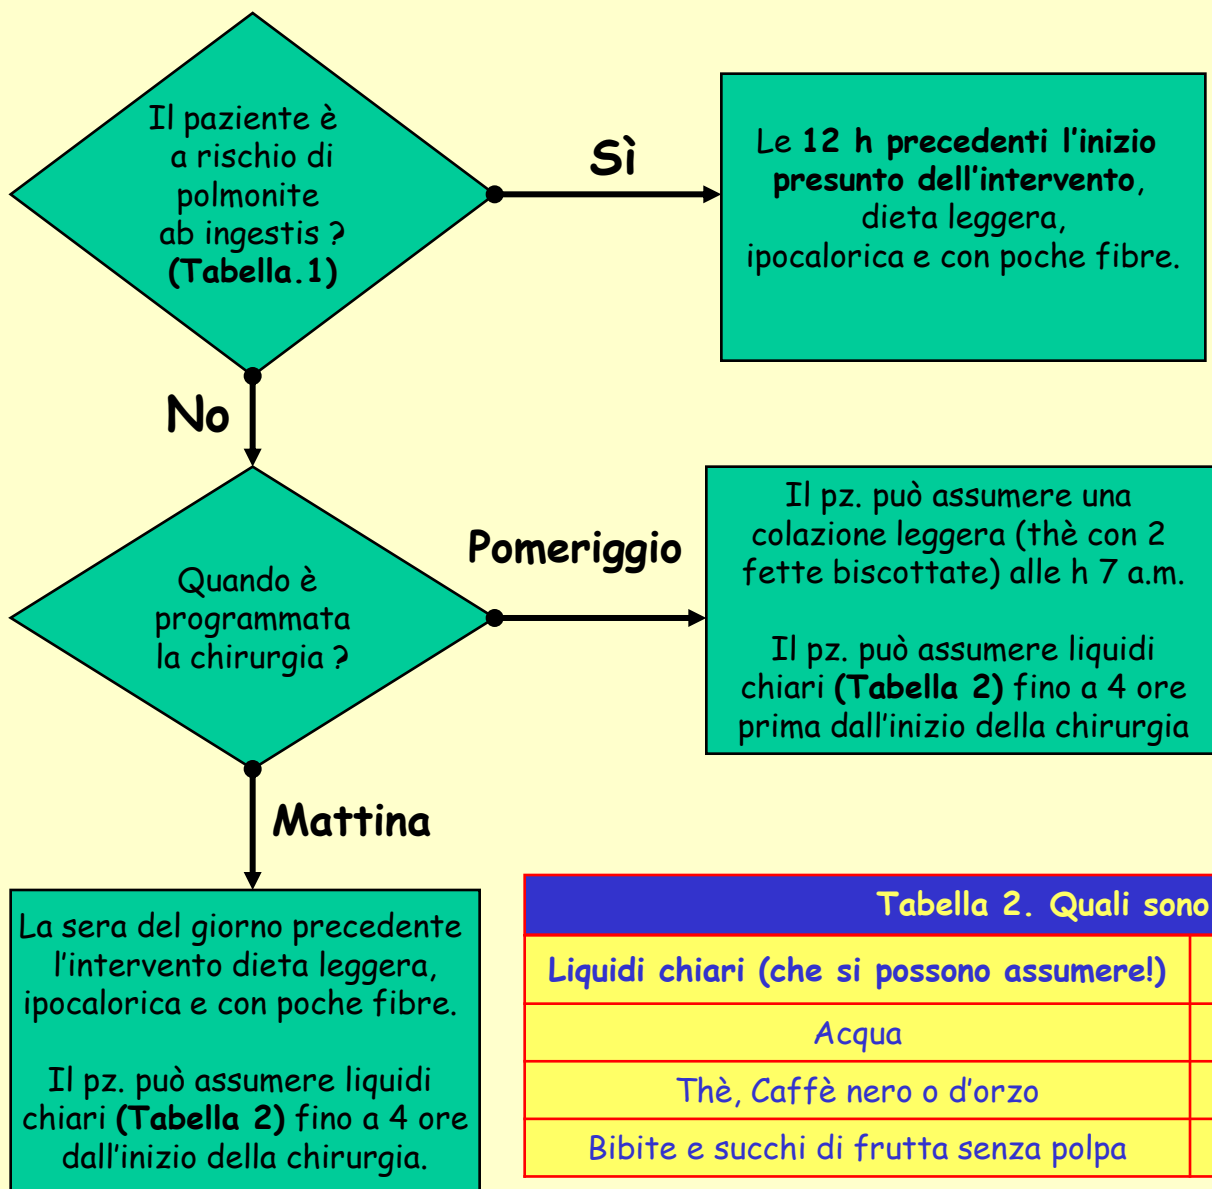 Il paziente è
a rischio di
polmonite
ab ingestis ?
(Tabella.1)
Sì
Le 12 h precedenti l'inizio
presunto dell'intervento,
dieta leggera,
ipocalorica e con poche fibre.
No
Quando è
programmata
la chirurgia ?
Pomeriggio
Il pz. può assumere una
colazione leggera (thè con 2
fette biscottate) alle h 7 a.m.
Il pz. può assumere liquidi
chiari (Tabella 2) fino a 4 ore
prima dall'inizio della chirurgia
Mattina
La sera del giorno precedente
l'intervento dieta leggera,
ipocalorica e con poche fibre.
Il pz. può assumere liquidi
chiari (Tabella 2) fino a 4 ore
dall'inizio della chirurgia.
Tabella 2. Quali sono
Liquidi chiari (che si possono assumere!)
Acqua
Thè, Caffè nero o d'orzo
Bibite e succhi di frutta senza polpa